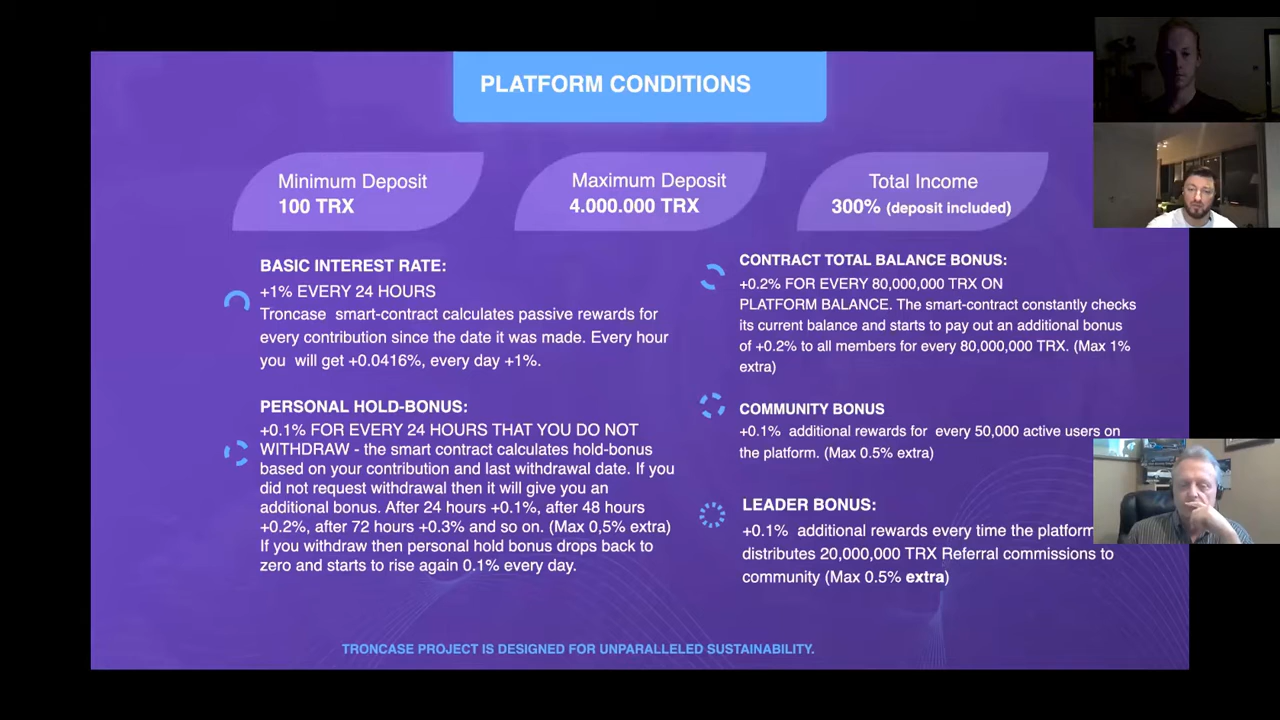 PLATFORM CONDITIONS
Minimum Deposit
100 TRX
Maximum Deposit
4.000.000 TRX
Total Income
300% (deposit included)
BASIC INTEREST RATE:
+1% EVERY 24 HOURS
Troncase smart-contract calculates passive rewards for
every contribution since the date it was made. Every hour
you will get +0.0416%, every day +1%.
PERSONAL HOLD-BONUS:
+0.1% FOR EVERY 24 HOURS THAT YOU DO NOT
WITHDRAW - the smart contract calculates hold-bonus
based on your contribution and last withdrawal date. If you
did not request withdrawal then it will give you an
additional bonus. After 24 hours +0.1%, after 48 hours
+0.2%, after 72 hours +0.3% and so on. (Max 0,5% extra)
If you withdraw then personal hold bonus drops back to
zero and starts to rise again 0.1% every day.
CONTRACT TOTAL BALANCE BONUS:
+0.2% FOR EVERY 80,000,000 TRX ON
PLATFORM BALANCE. The smart-contract constantly checks
its current balance and starts to pay out an additional bonus
of +0.2% to all members for every 80,000,000 TRX. (Max 1%
extra)
COMMUNITY BONUS
+0.1% additional rewards for every 50,000 active users on
the platform. (Max 0.5% extra)
LEADER BONUS:
+0.1% additional rewards every time the platform
distributes 20,000,000 TRX Referral commissions to
community (Max 0.5% extra)
TRONCASE PROJECT IS DESIGNED FOR UNPARALLELED SUSTAINABILITY.